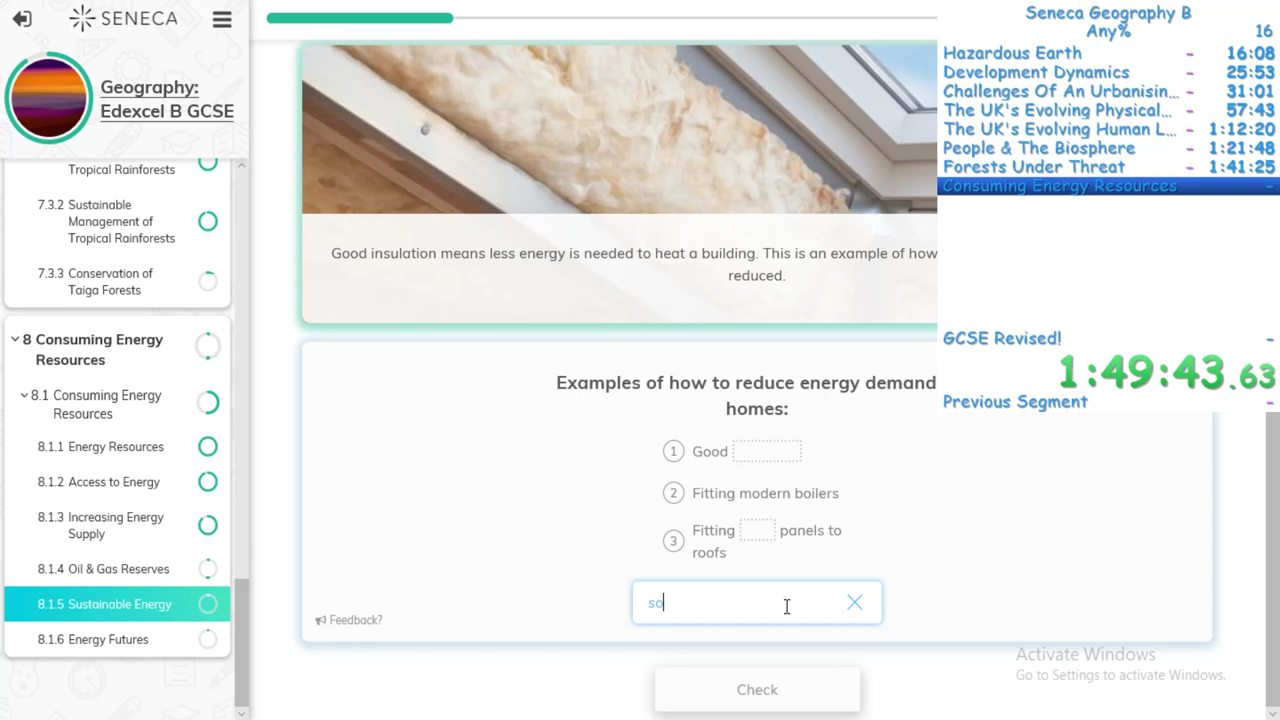 SENECA
Geography:
Edexcel B GCSE
Tropical Rainforests
7.3.2 Sustainable
Management of
Tropical Rainforests
7.3.3 Conservation of
Taiga Forests
8 Consuming Energy
Resources
8.1 Consuming Energy
Resources
8.1.1 Energy Resources
8.1.2 Access to Energy
8.1.3 Increasing Energy
Supply
8.1.4 Oil & Gas Reserves
8.1.5 Sustainable Energy
8.1.6 Energy Futures
Good insulation means less energy is needed to heat a building. This is an example of how
reduced.
Examples of how to reduce energy demand
homes:
1 Good
2 Fitting modern boilers
3 Fitting panels to
roofs
so
Feedback?
Check
Seneca Geography B
Any% 16
Hazardous Earth - 16:08
Development Dynamics - 25:53
Challenges Of An Urbanisin... - 31:01
The UK's Evolving Physical... - 57:43
The UK's Evolving Human L... - 1:12:20
People & The Biosphere - 1:21:48
Forests Under Threat - 1:41:25
Consuming Energy Resources -
GCSE Revised! -
1:49:43.63
Previous Segment -
Activate Windows
Go to Settings to activate Windows.